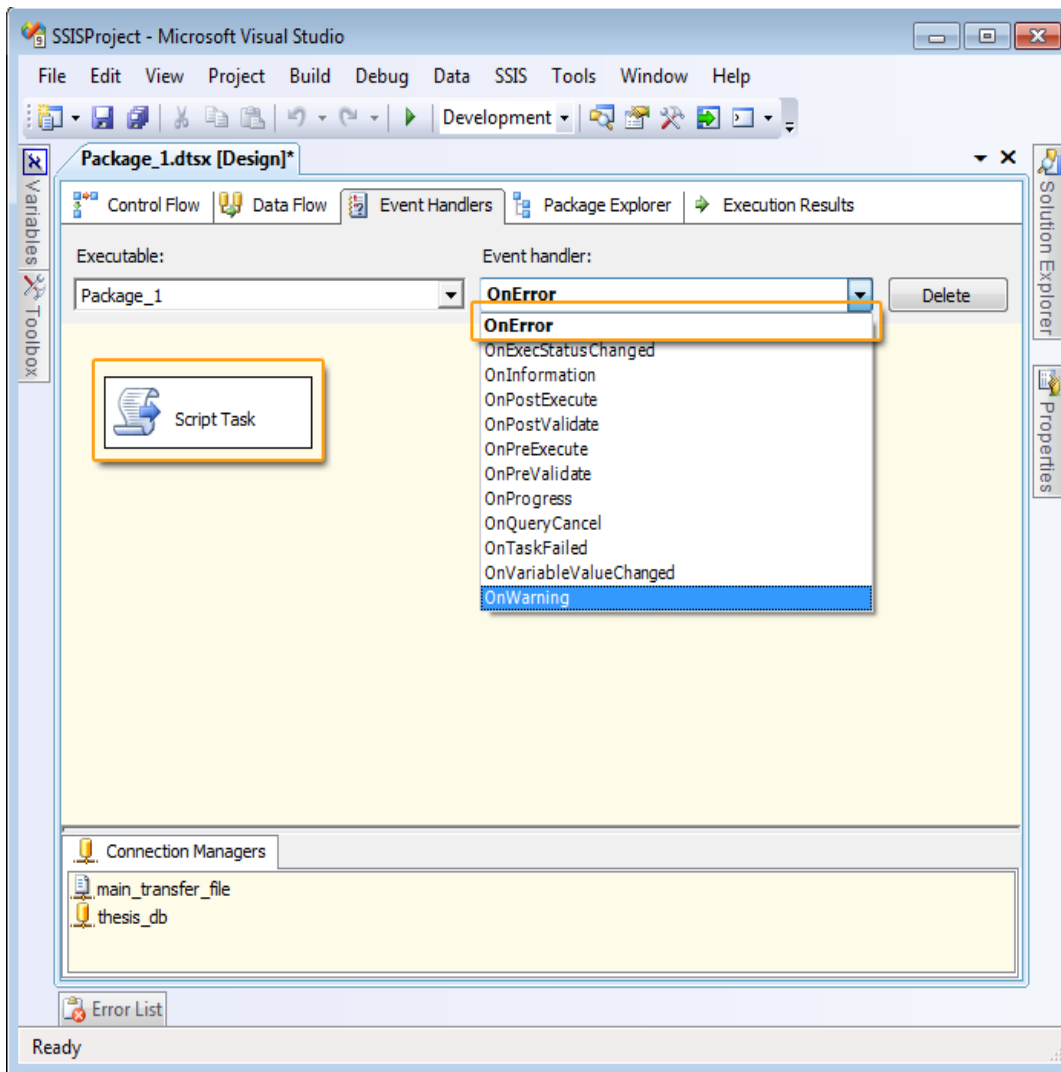 SSISProject - Microsoft Visual Studio
File Edit View Project Build Debug Data SSIS Tools Window Help
Development
Variables
Toolbox
Package_1.dtsx [Design]*
Control Flow Data Flow Event Handlers Package Explorer Execution Results
Executable: Event handler:
Package_1 OnError Delete
OnError
OnExecStatusChanged
OnInformation
OnPostExecute
OnPostValidate
OnPreExecute
OnPreValidate
OnProgress
OnQueryCancel
OnTaskFailed
OnVariableValueChanged
OnWarning
Script Task
Connection Managers
main_transfer_file
thesis_db
Solution Explorer
Properties
Error List
Ready